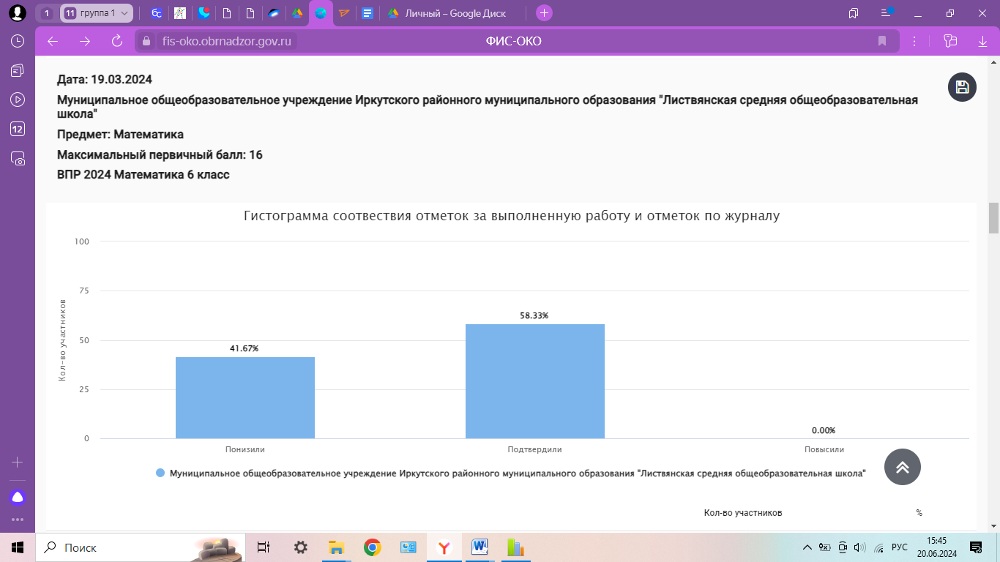 1
11
группа 1
Личный – Google Диск
fis-oko.obrnadzor.gov.ru
ФИС-ОКО
12
Дата: 19.03.2024
Муниципальное общеобразовательное учреждение Иркутского районного муниципального образования "Листвянская средняя общеобразовательная
школа"
Предмет: Математика
Максимальный первичный балл: 16
ВПР 2024 Математика 6 класс
Гистограмма соотвествия отметок за выполненную работу и отметок по журналу
Кол-во участников
100
75
50
25
0
41.67%
58.33%
0.00%
Понизили
Подтвердили
Повысили
Муниципальное общеобразовательное учреждение Иркутского районного муниципального образования "Листвянская средняя общеобразовательная школа"
Кол-во участников
%
Поиск
РУС
15:45
20.06.2024